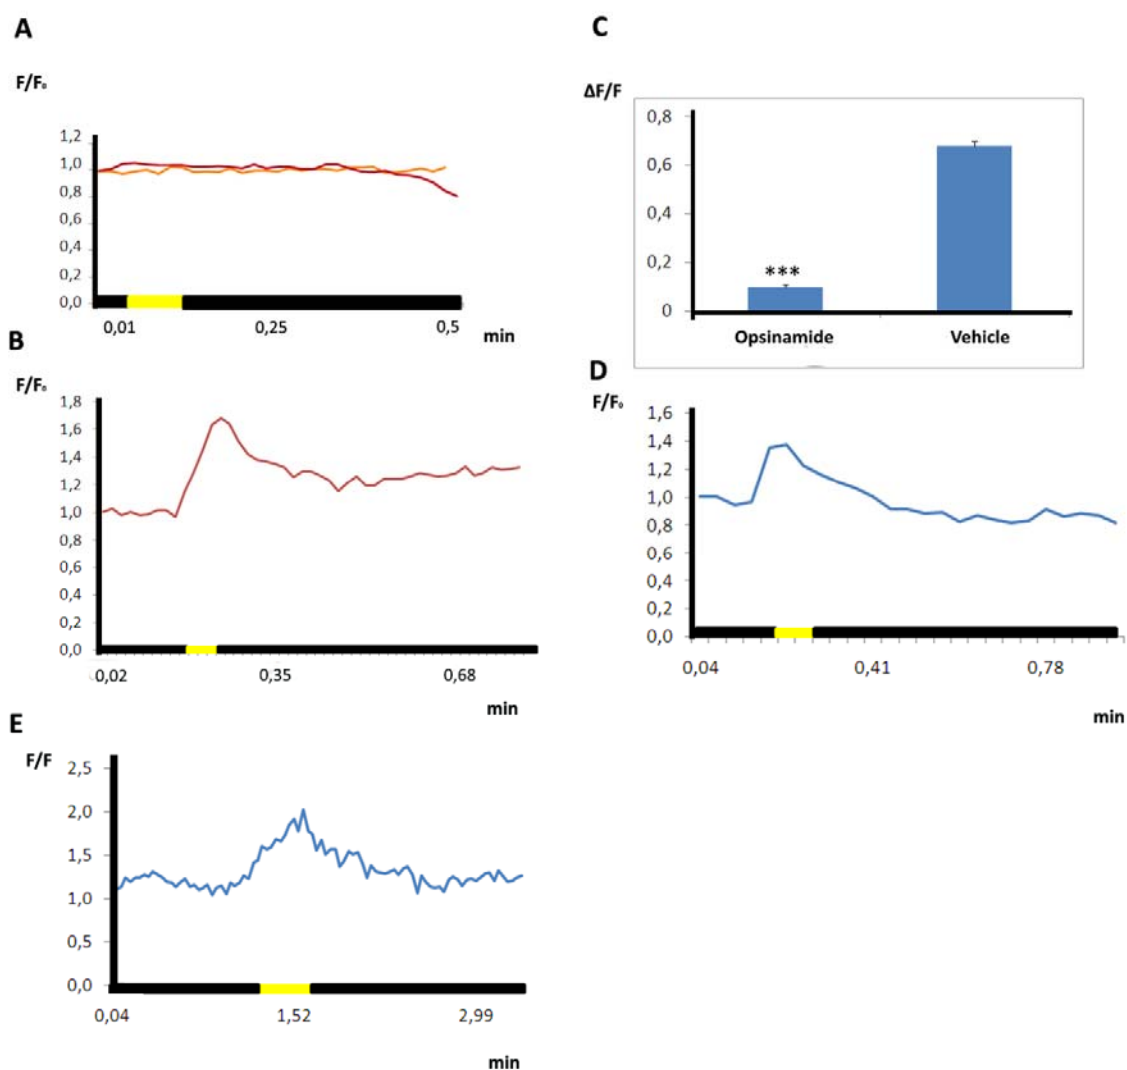 A
F/F₀
1,2
1,0
0,8
0,6
0,4
0,2
0,0
0,01 0,25 0,5 min
B
F/F₀
1,8
1,6
1,4
1,2
1,0
0,8
0,6
0,4
0,2
0,0
0,02 0,35 0,68
min
C
ΔF/F
0,8
0,6
0,4
0,2
0
***
Opsinamide Vehicle
D
F/F₀
1,6
1,4
1,2
1,0
0,8
0,6
0,4
0,2
0,0
0,04 0,41 0,78
min
E
F/F
2,5
2,0
1,5
1,0
0,5
0,0
0,04 1,52 2,99
min